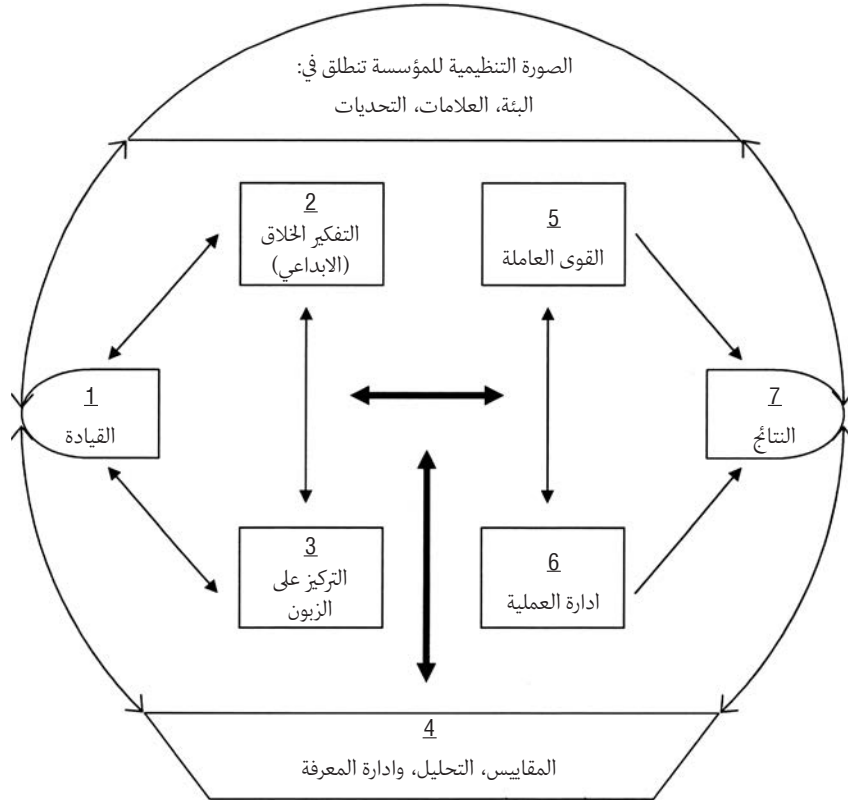 الصورة التنظيمية للمؤسسة تنطلق في:
البئة، العلامات، التحديات
2
التفكير الخلاق
(الابداعي)
5
القوى العاملة
1
القيادة
7
النتائج
3
التركيز على
الزبون
6
ادارة العملية
4
المقاييس، التحليل، وادارة المعرفة